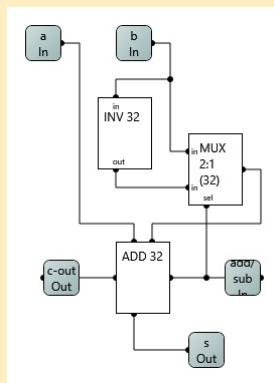 a
In
b
In
in
INV 32
out
in MUX
2:1
(32)
in
sel
ADD 32
c-out
Out
add/
sub
In
s
Out